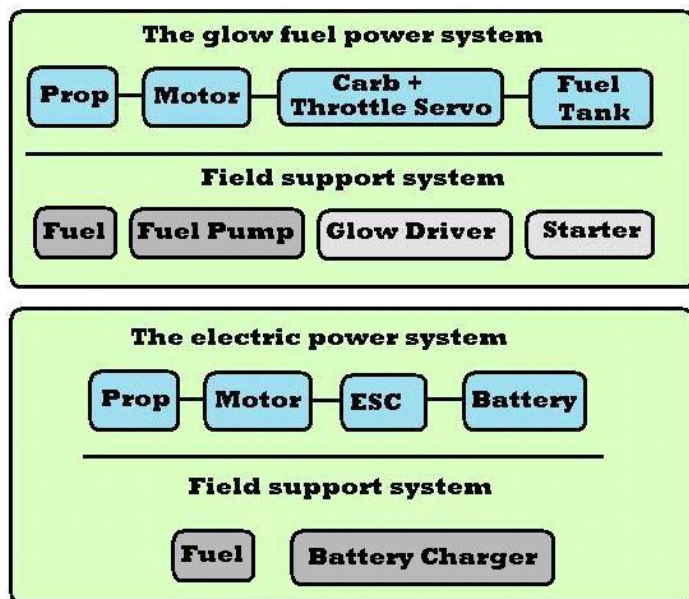 The glow fuel power system
Prop Motor Carb + Throttle Servo Fuel Tank
Field support system
Fuel Fuel Pump Glow Driver Starter
The electric power system
Prop Motor ESC Battery
Field support system
Fuel Battery Charger